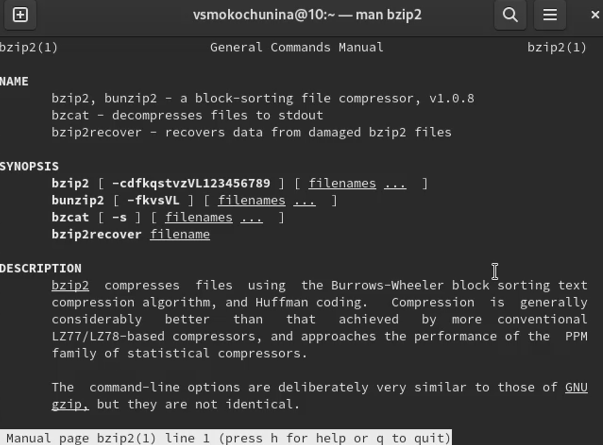 vsmokochunina@10:~ — man bzip2
bzip2(1) General Commands Manual bzip2(1)
NAME
bzip2, bunzip2 - a block-sorting file compressor, v1.0.8
bzcat - decompresses files to stdout
bzip2recover - recovers data from damaged bzip2 files
SYNOPSIS
bzip2 [ -cdfkqstvzVL123456789 ] [ filenames ... ]
bunzip2 [ -fkvsVL ] [ filenames ... ]
bzcat [ -s ] [ filenames ... ]
bzip2recover filename
DESCRIPTION
bzip2 compresses files using the Burrows-Wheeler block sorting text
compression algorithm, and Huffman coding. Compression is generally
considerably better than that achieved by more conventional
LZ77/LZ78-based compressors, and approaches the performance of the PPM
family of statistical compressors.
The command-line options are deliberately very similar to those of GNU
gzip, but they are not identical.
Manual page bzip2(1) line 1 (press h for help or q to quit)